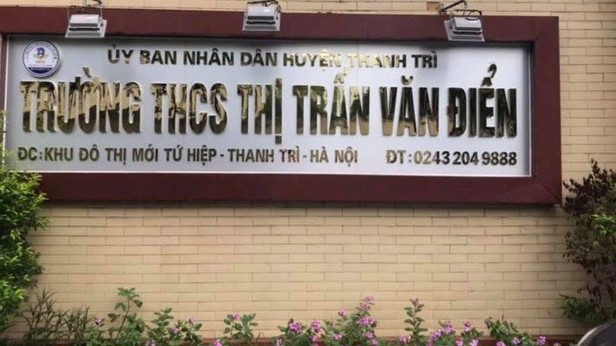 ỦY BAN NHÂN DÂN HUYỆN THANH TRÌ
TRƯỜNG THCS THỊ TRẤN VĂN ĐIỂN
ĐC: KHU ĐÔ THỊ MỚI TỨ HIỆP - THANH TRÌ - HÀ NỘI ĐT: 0243 204 9888